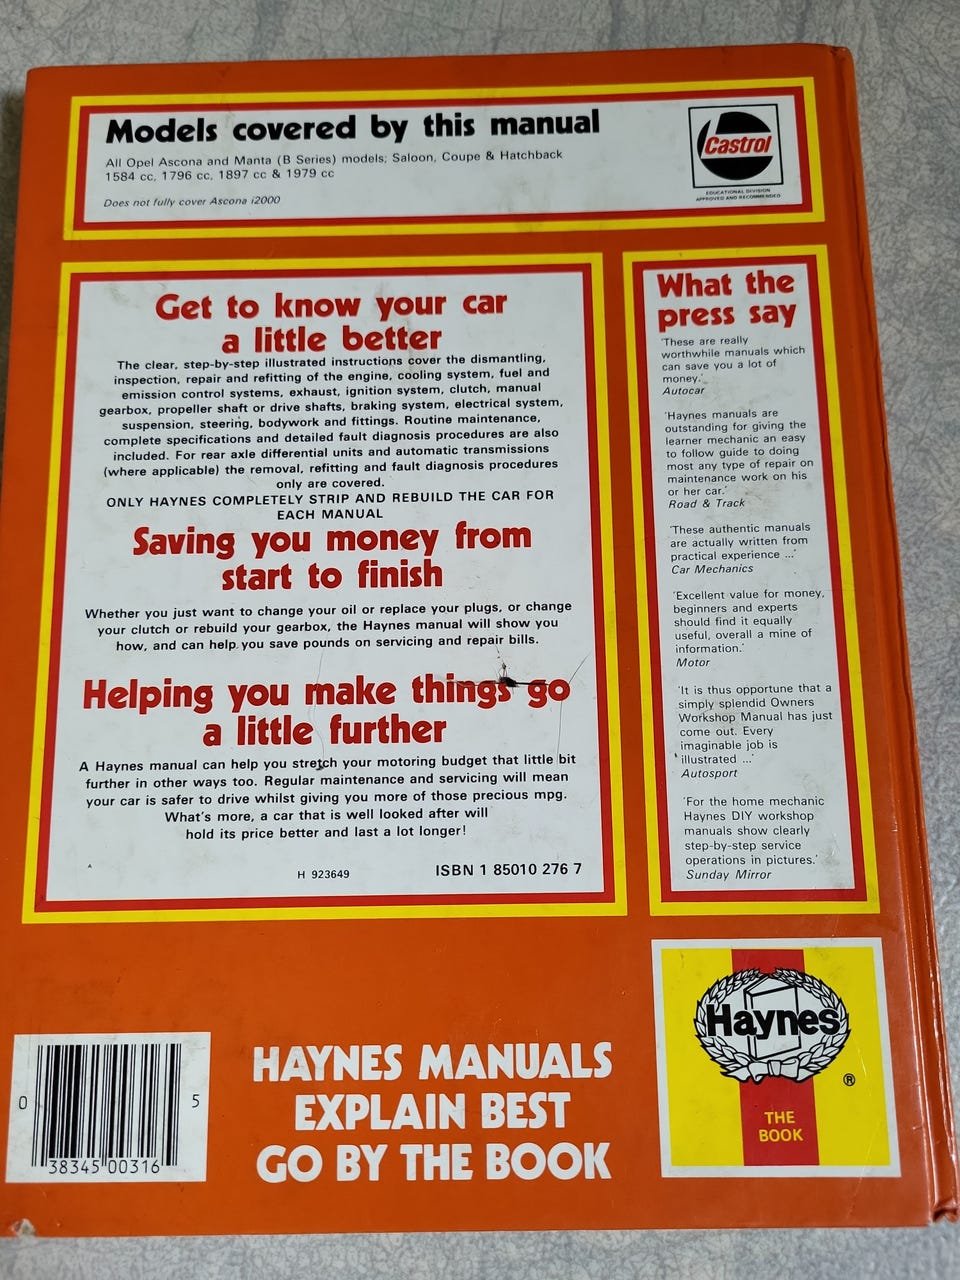 Models covered by this manual
All Opel Ascona and Manta (B Series) models; Saloon, Coupe & Hatchback
1584 cc, 1796 cc, 1897 cc & 1979 cc
Does not fully cover Ascona i2000
Castrol
EDUCATIONAL DIVISION
APPROVED AND RECOMMENDED
Get to know your car
a little better
The clear, step-by-step illustrated instructions cover the dismantling,
inspection, repair and refitting of the engine, cooling system, fuel and
emission control systems, exhaust, ignition system, clutch, manual
gearbox, propeller shaft or drive shafts, braking system, electrical system,
suspension, steering, bodywork and fittings. Routine maintenance,
complete specifications and detailed fault diagnosis procedures are also
included. For rear axle differential units and automatic transmissions
(where applicable) the removal, refitting and fault diagnosis procedures
only are covered.
ONLY HAYNES COMPLETELY STRIP AND REBUILD THE CAR FOR
EACH MANUAL
Saving you money from
start to finish
Whether you just want to change your oil or replace your plugs, or change
your clutch or rebuild your gearbox, the Haynes manual will show you
how, and can help you save pounds on servicing and repair bills.
Helping you make things go
a little further
A Haynes manual can help you stretch your motoring budget that little bit
further in other ways too. Regular maintenance and servicing will mean
your car is safer to drive whilst giving you more of those precious mpg.
What's more, a car that is well looked after will
hold its price better and last a lot longer!
H 923649
ISBN 1 85010 276 7
What the
press say
'These are really
worthwhile manuals which
can save you a lot of
money.'
Autocar
'Haynes manuals are
outstanding for giving the
learner mechanic an easy
to follow guide to doing
most any type of repair on
maintenance work on his
or her car.'
Road & Track
'These authentic manuals
are actually written from
practical experience ...'
Car Mechanics
'Excellent value for money,
beginners and experts
should find it equally
useful, overall a mine of
information.'
Motor
'It is thus opportune that a
simply splendid Owners
Workshop Manual has just
come out. Every
imaginable job is
illustrated ...'
Autosport
'For the home mechanic
Haynes DIY workshop
manuals show clearly
step-by-step service
operations in pictures.'
Sunday Mirror
0 38345 00316 5
HAYNES MANUALS
EXPLAIN BEST
GO BY THE BOOK
Haynes
®
THE
BOOK